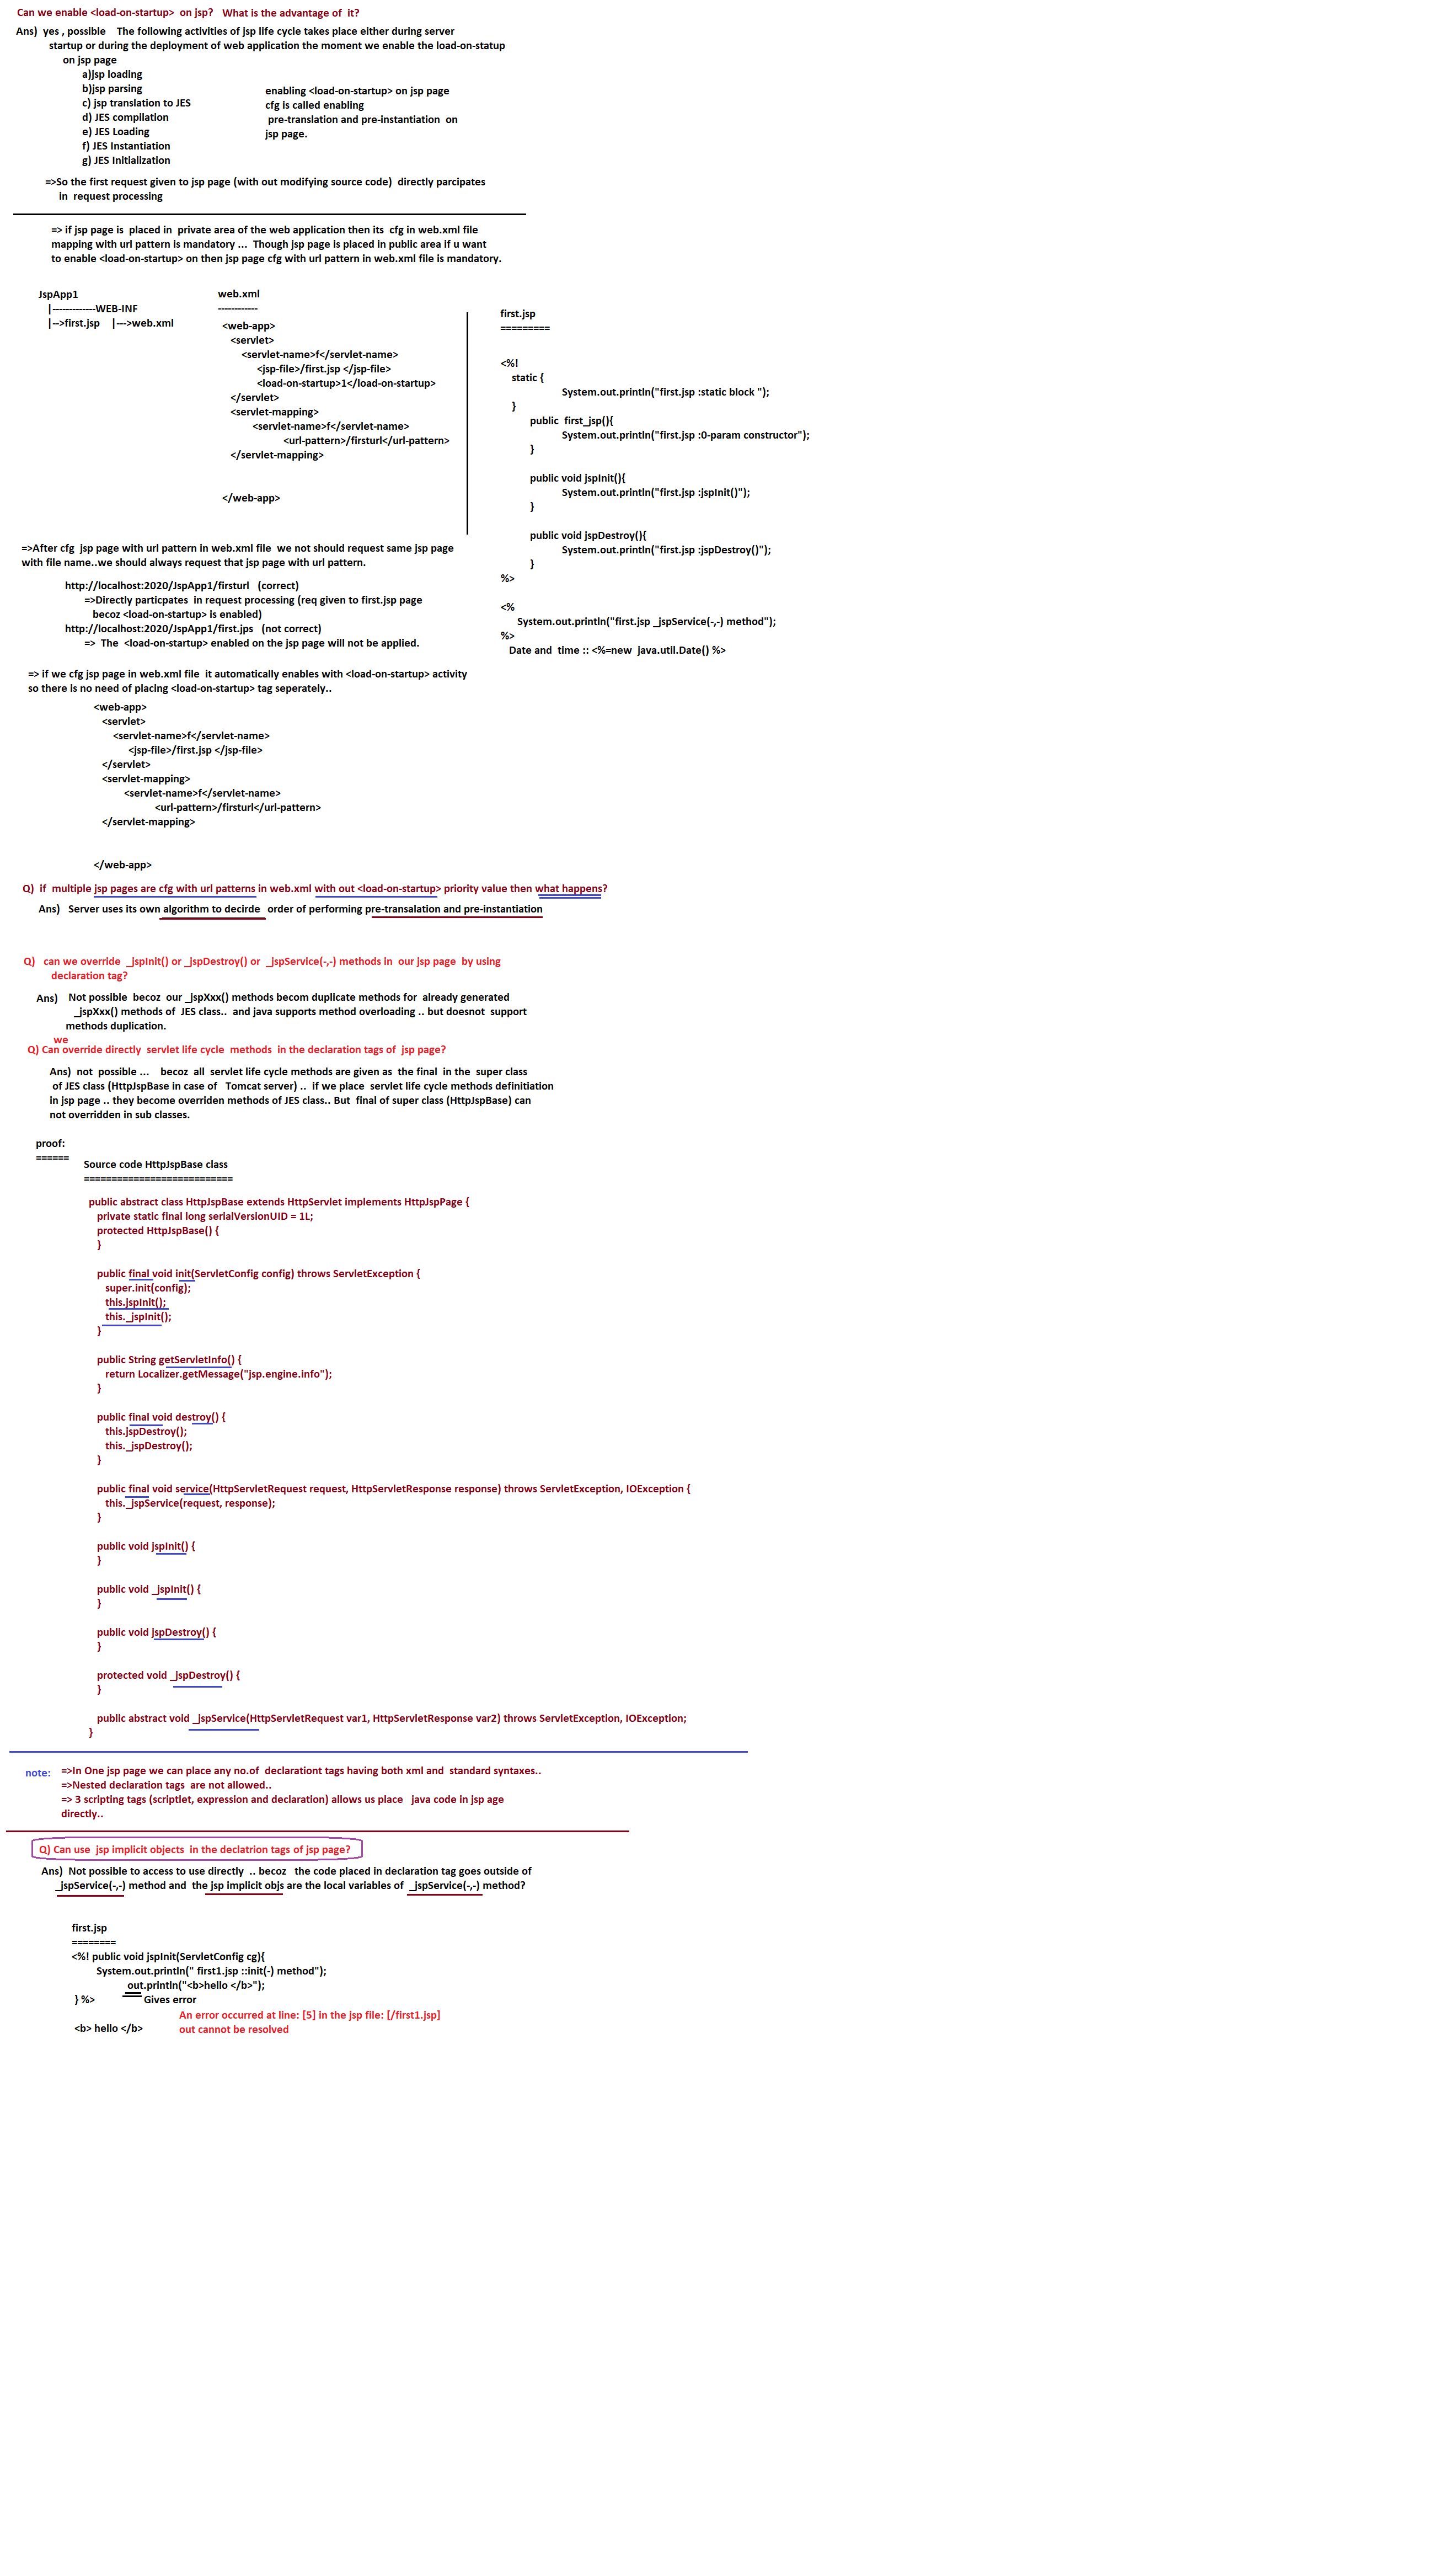 Can we enable <load-on-startup>  on jsp?   What is the advantage of  it?
Ans)  yes , possible    The following activities of jsp life cycle takes place either during server
startup or during the deployment of web application the moment we enable the load-on-statup
on jsp page
a)jsp loading
b)jsp parsing
c) jsp translation to JES
d) JES compilation
e) JES Loading
f) JES Instantiation
g) JES Initialization
enabling <load-on-startup> on jsp page
cfg is called enabling
pre-translation and pre-instantiation  on
jsp page.
=>So the first request given to jsp page (with out modifying source code)  directly parcipates
in  request processing
=> if jsp page is  placed in  private area of the web application then its  cfg in web.xml file
mapping with url pattern is mandatory ...  Though jsp page is placed in public area if u want
to enable <load-on-startup> on then jsp page cfg with url pattern in web.xml file is mandatory.
JspApp1
|-------------WEB-INF
|-->first.jsp    |--->web.xml
web.xml
------------
<web-app>
<servlet>
<servlet-name>f</servlet-name>
<jsp-file>/first.jsp </jsp-file>
<load-on-startup>1</load-on-startup>
</servlet>
<servlet-mapping>
<servlet-name>f</servlet-name>
<url-pattern>/firsturl</url-pattern>
</servlet-mapping>
</web-app>
first.jsp
=========
<%!
static {
System.out.println("first.jsp :static block ");
}
public  first_jsp(){
System.out.println("first.jsp :0-param constructor");
}
public void jspInit(){
System.out.println("first.jsp :jspInit()");
}
public void jspDestroy(){
System.out.println("first.jsp :jspDestroy()");
}
%>
<%
System.out.println("first.jsp _jspService(-,-) method");
%>
Date and  time :: <%=new  java.util.Date() %>
=>After cfg  jsp page with url pattern in web.xml file  we not should request same jsp page
with file name..we should always request that jsp page with url pattern.
http://localhost:2020/JspApp1/firsturl   (correct)
=>Directly particpates  in request processing (req given to first.jsp page
becoz <load-on-startup> is enabled)
http://localhost:2020/JspApp1/first.jps   (not correct)
=>  The  <load-on-startup> enabled on the jsp page will not be applied.
=> if we cfg jsp page in web.xml file  it automatically enables with <load-on-startup> activity
so there is no need of placing <load-on-startup> tag seperately..
<web-app>
<servlet>
<servlet-name>f</servlet-name>
<jsp-file>/first.jsp </jsp-file>
</servlet>
<servlet-mapping>
<servlet-name>f</servlet-name>
<url-pattern>/firsturl</url-pattern>
</servlet-mapping>
</web-app>
Q)  if  multiple jsp pages are cfg with url patterns in web.xml with out <load-on-startup> priority value then what happens?
Ans)   Server uses its own algorithm to decirde   order of performing pre-transalation and pre-instantiation
Q)   can we override  _jspInit() or _jspDestroy() or  _jspService(-,-) methods in  our jsp page  by using
declaration tag?
Ans)   Not possible  becoz  our _jspXxx() methods becom duplicate methods for  already generated
_jspXxx() methods of  JES class..  and java supports method overloading .. but doesnot  support
methods duplication.
we
Q) Can override directly  servlet life cycle  methods  in the declaration tags of  jsp page?
Ans)  not  possible ...    becoz  all  servlet life cycle methods are given as  the final  in the  super class
of JES class (HttpJspBase in case of   Tomcat server) ..  if we place  servlet life cycle methods definitiation
in jsp page .. they become overriden methods of JES class.. But  final of super class (HttpJspBase) can
not overridden in sub classes.
proof:
======
Source code HttpJspBase class
===========================
public abstract class HttpJspBase extends HttpServlet implements HttpJspPage {
private static final long serialVersionUID = 1L;
protected HttpJspBase() {
}
public final void init(ServletConfig config) throws ServletException {
super.init(config);
this.jspInit();
this._jspInit();
}
public String getServletInfo() {
return Localizer.getMessage("jsp.engine.info");
}
public final void destroy() {
this.jspDestroy();
this._jspDestroy();
}
public final void service(HttpServletRequest request, HttpServletResponse response) throws ServletException, IOException {
this._jspService(request, response);
}
public void jspInit() {
}
public void _jspInit() {
}
public void jspDestroy() {
}
protected void _jspDestroy() {
}
public abstract void _jspService(HttpServletRequest var1, HttpServletResponse var2) throws ServletException, IOException;
}
note:   =>In One jsp page we can place any no.of  declarationt tags having both xml and  standard syntaxes..
=>Nested declaration tags  are not allowed..
=> 3 scripting tags (scriptlet, expression and declaration) allows us place   java code in jsp age
directly..
Q) Can use  jsp implicit objects  in the declatrion tags of jsp page?
Ans)  Not possible to access to use directly  .. becoz   the code placed in declaration tag goes outside of
_jspService(-,-) method and  the jsp implicit objs are the local variables of  _jspService(-,-) method?
first.jsp
========
<%! public void jspInit(ServletConfig cg){
System.out.println(" first1.jsp ::init(-) method");
out.println("<b>hello </b>");
} %>
Gives error
An error occurred at line: [5] in the jsp file: [/first1.jsp]
out cannot be resolved
<b> hello </b>